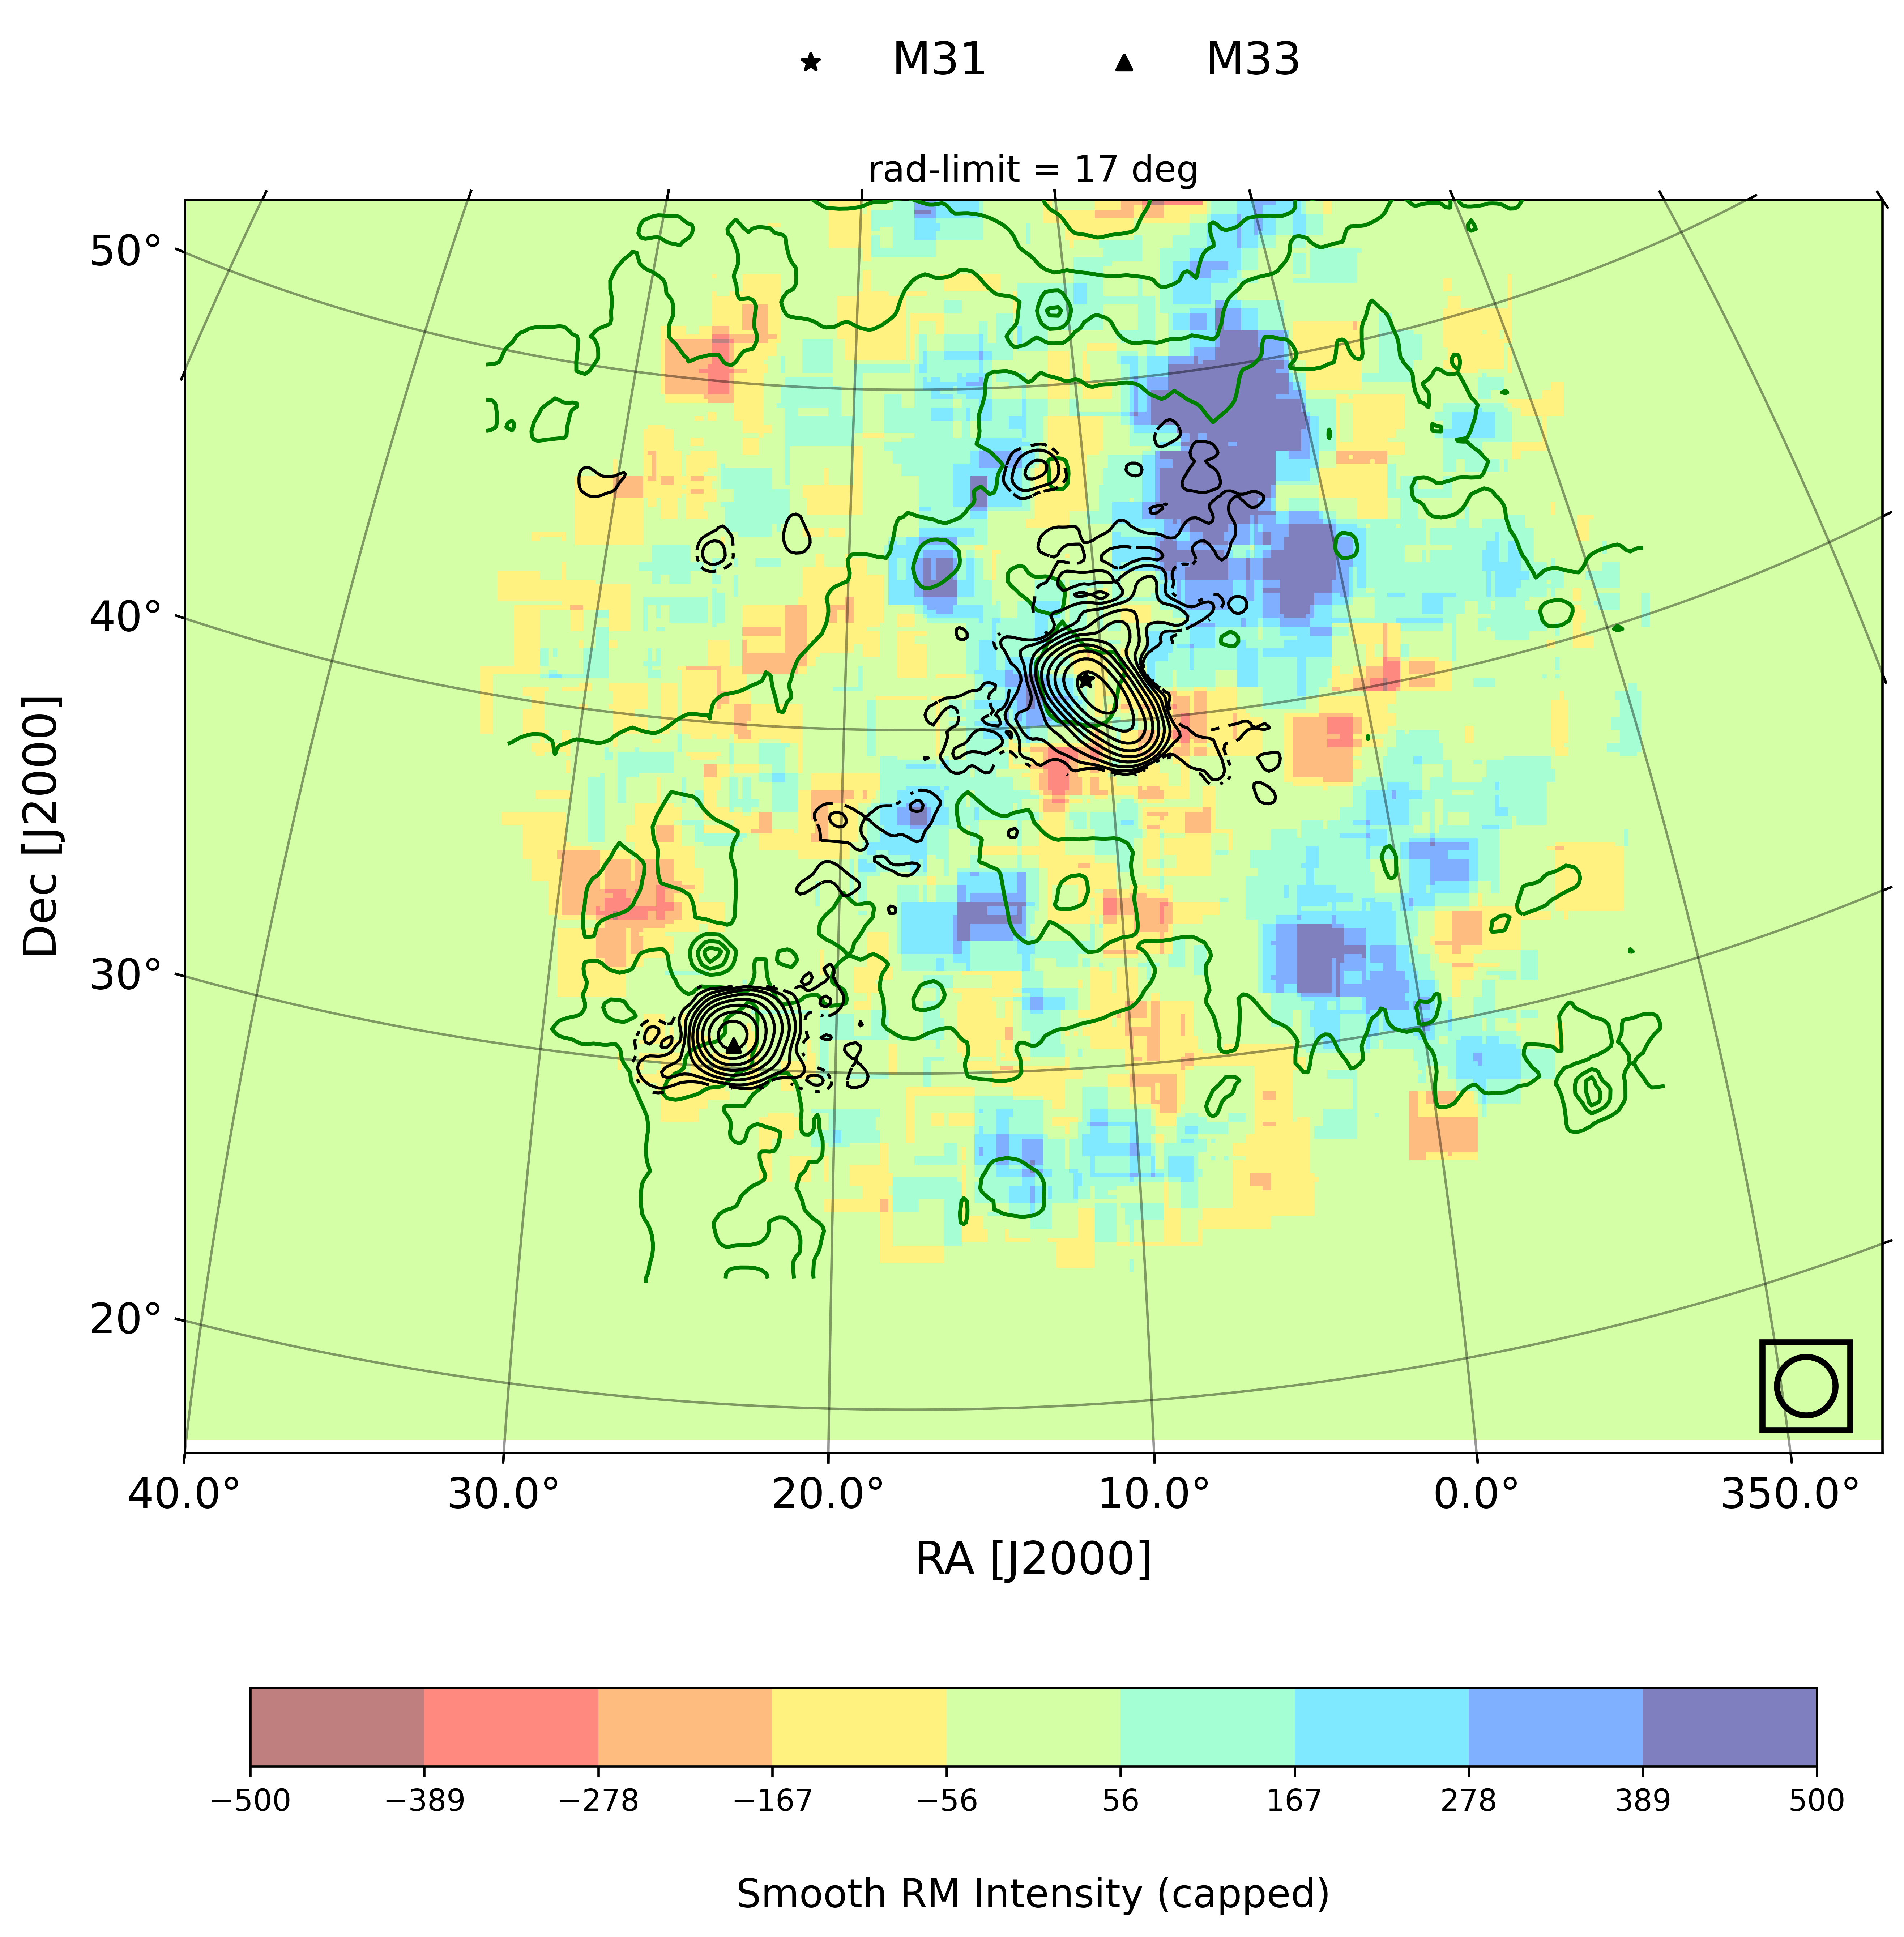 M31 M33
rad-limit = 17 deg
50°
40°
30°
20°
Dec [J2000]
40.0° 30.0° 20.0° 10.0° 0.0° 350.0°
RA [J2000]
−500 −389 −278 −167 −56 56 167 278 389 500
Smooth RM Intensity (capped)